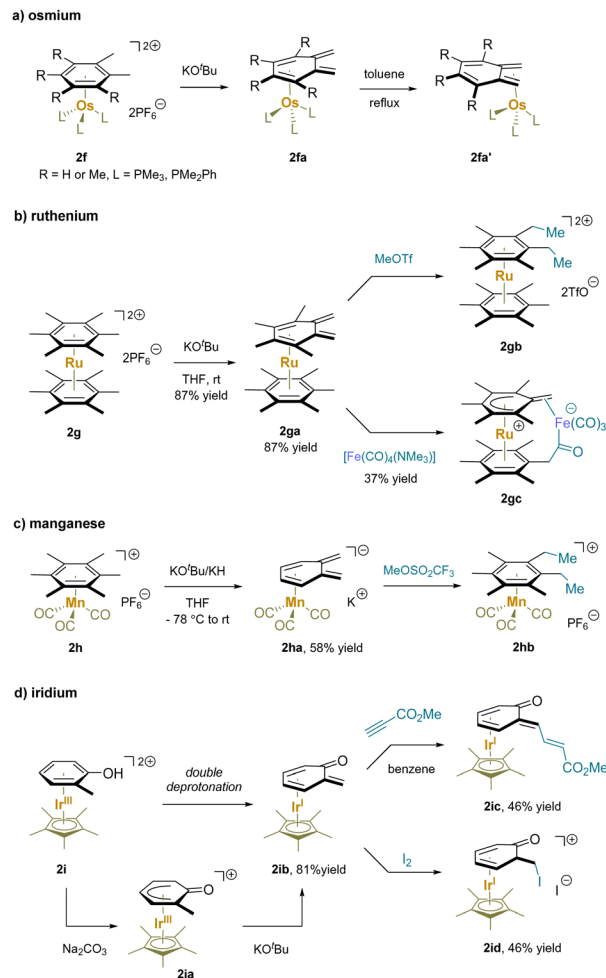 a) osmium
R
R
R
R
2+
Os
L
L
L
2PF6⊖
2f
R = H or Me, L = PMe3, PMe2Ph
KOtBu
R
R
R
R
Os
L
L
L
2fa
toluene
reflux
R
R
R
R
Os
L
L
L
2fa'
b) ruthenium
2+
Ru
2PF6⊖
2g
KOtBu
THF, rt
87% yield
Ru
2ga
87% yield
MeOTf
2+
Me
Me
Ru
2TfO⊖
2gb
[Fe(CO)4(NMe3)]
37% yield
⊖
Fe(CO)3
Ru
⊕
O
2gc
c) manganese
⊕
Mn
OC
CO
OC
PF6⊖
2h
KOtBu/KH
THF
- 78 °C to rt
⊖
Mn
OC
CO
OC
K⊕
2ha, 58% yield
MeOSO2CF3
⊕
Me
Me
Mn
OC
CO
OC
PF6⊖
2hb
d) iridium
OH
2+
IrIII
2i
double
deprotonation
O
IrI
2ib, 81%yield
CO2Me
benzene
O
IrI
CO2Me
2ic, 46% yield
I2
O
I
⊕
IrI
I⊖
2id, 46% yield
Na2CO3
O
⊕
IrIII
2ia
KOtBu